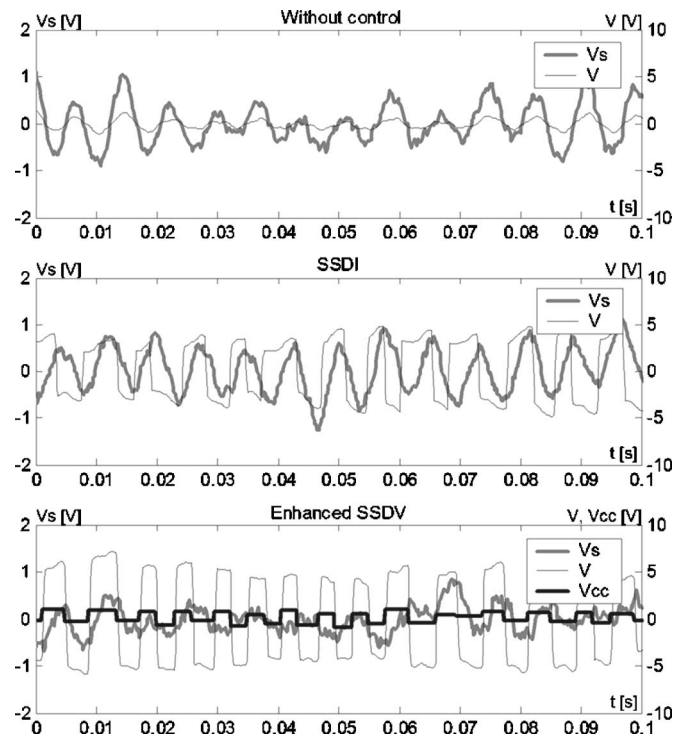 Vs [V] Without control V [V]
2 10
1 5
0 0
-1 -5
-2 -10
Vs
V
t [s]
0 0.01 0.02 0.03 0.04 0.05 0.06 0.07 0.08 0.09 0.1
Vs [V] SSDI V [V]
2 10
1 5
0 0
-1 -5
-2 -10
Vs
V
t [s]
0 0.01 0.02 0.03 0.04 0.05 0.06 0.07 0.08 0.09 0.1
Vs [V] Enhanced SSDV V, Vcc [V]
2 10
1 5
0 0
-1 -5
-2 -10
Vs
V
Vcc
t [s]
0 0.01 0.02 0.03 0.04 0.05 0.06 0.07 0.08 0.09 0.1